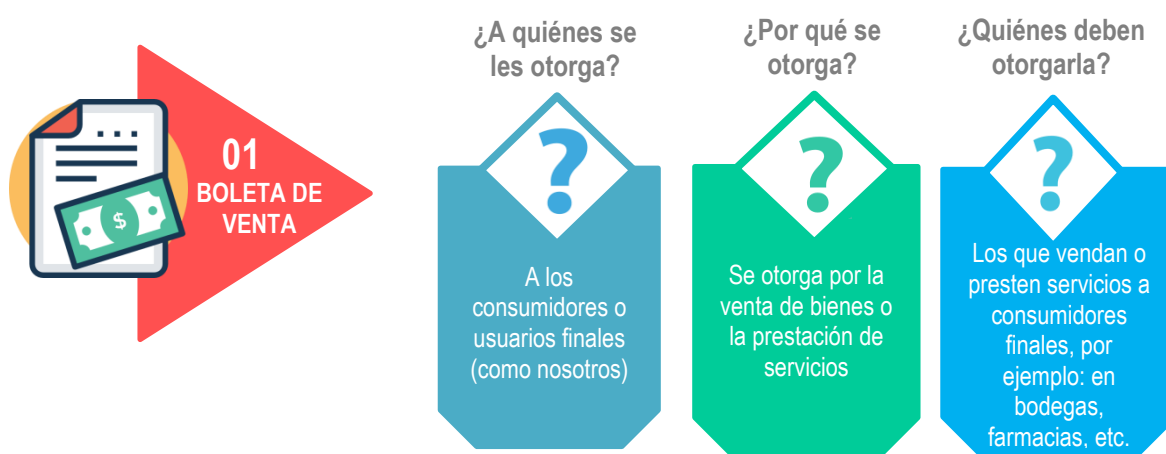 01
BOLETA DE
VENTA
¿A quiénes se
les otorga?
A los
consumidores o
usuarios finales
(como nosotros)
¿Por qué se
otorga?
Se otorga por la
venta de bienes o
la prestación de
servicios
¿Quiénes deben
otorgarla?
Los que vendan o
presten servicios a
consumidores
finales, por
ejemplo: en
bodegas,
farmacias, etc.